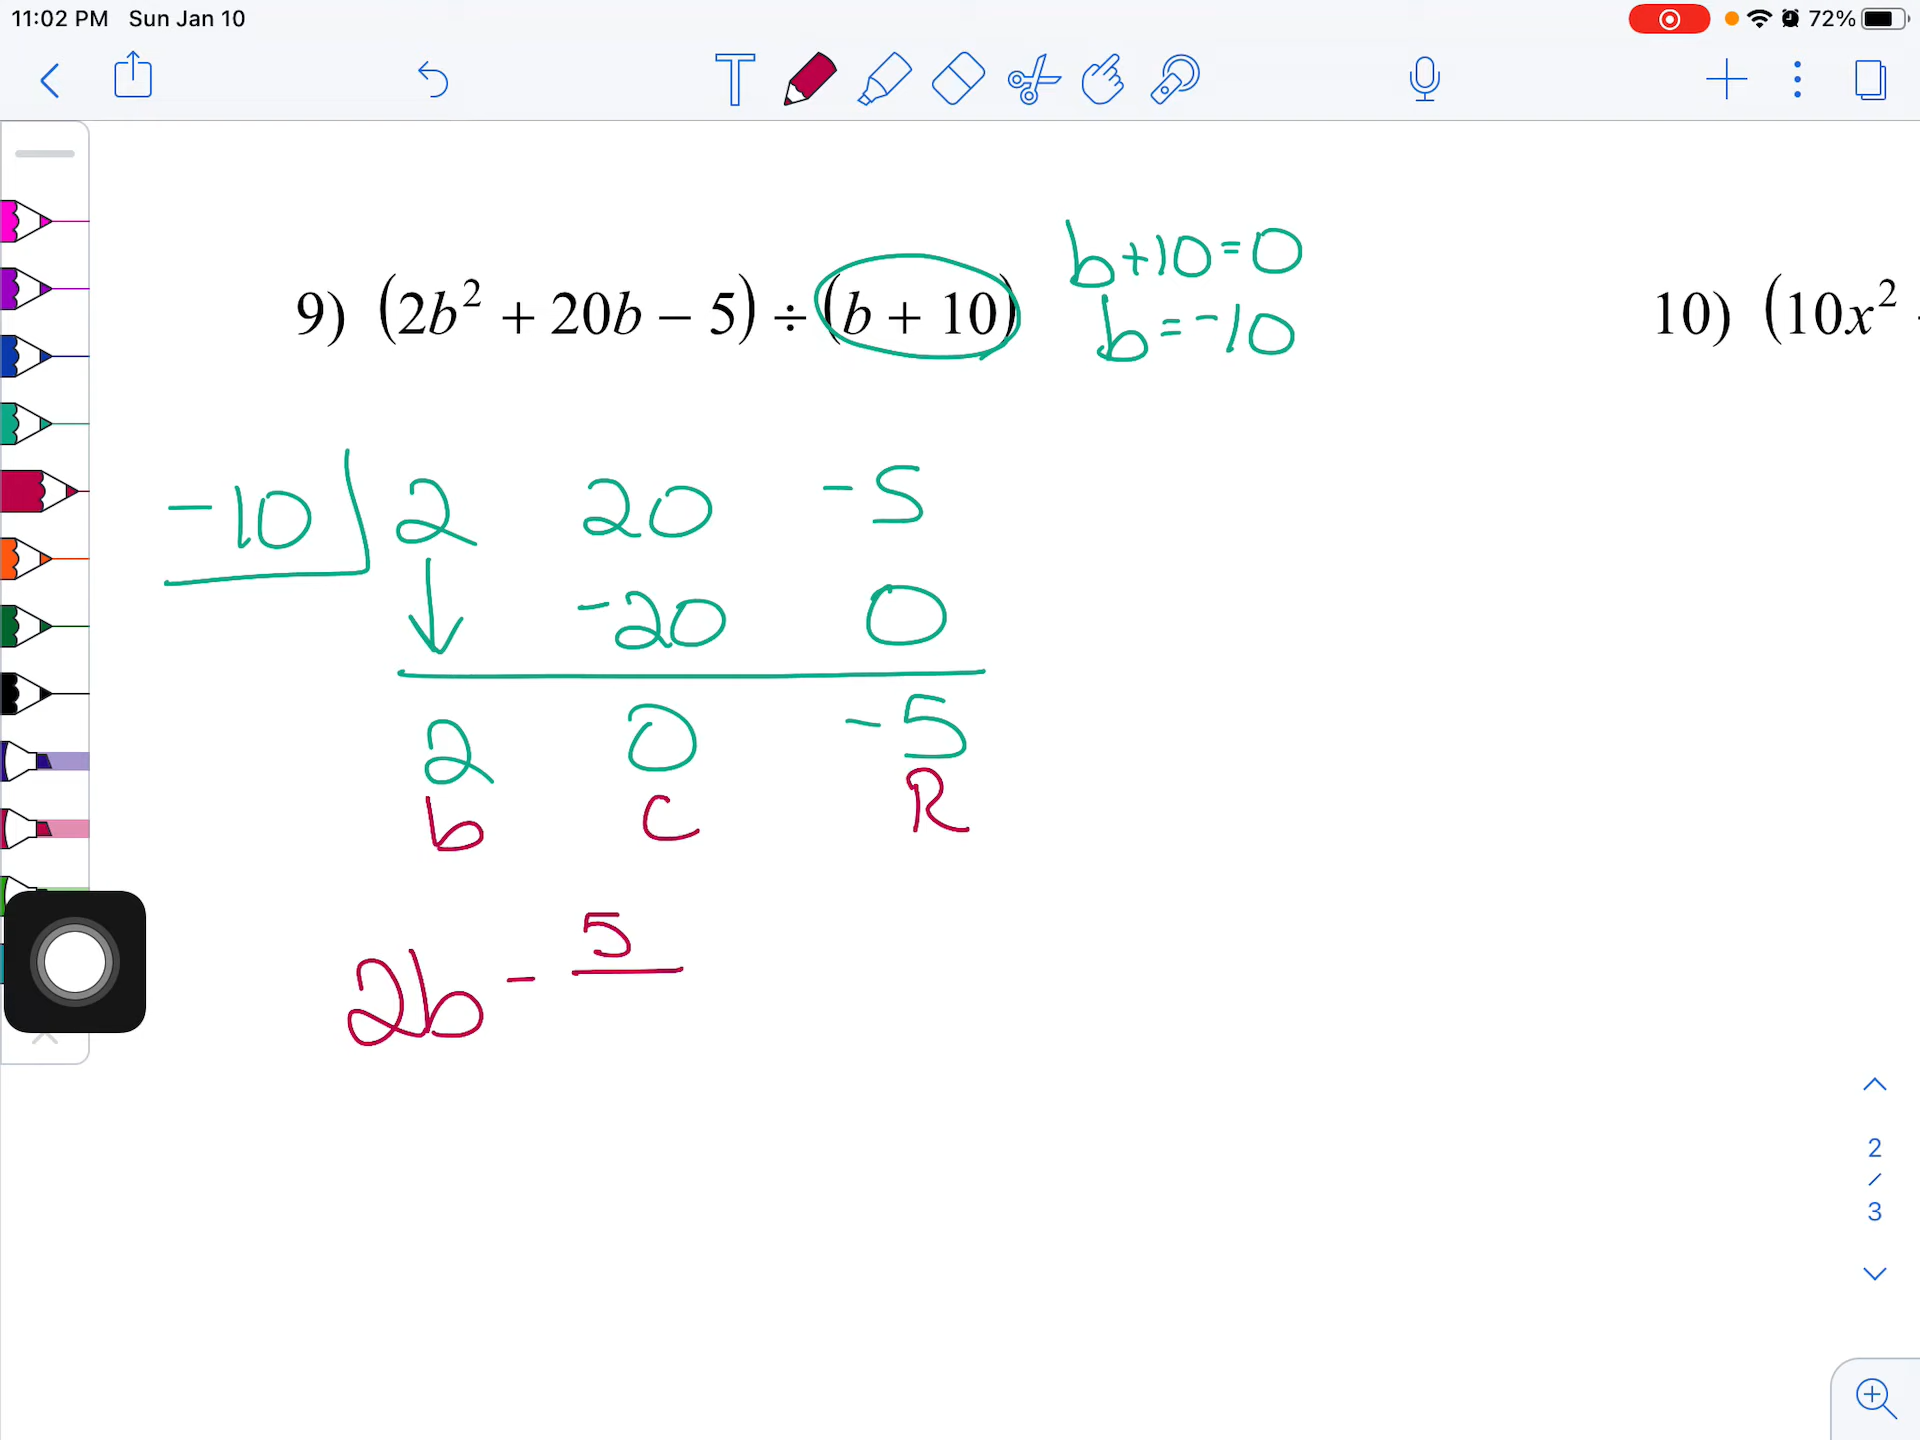 11:02 PM Sun Jan 10 72%
T
9) (2b² + 20b − 5) ÷ (b + 10)
b+10=0
b=-10
10) (10x²
-10 2 20 -5
-20 0
2 0 -5
b C R
2b - 5
2
/
3